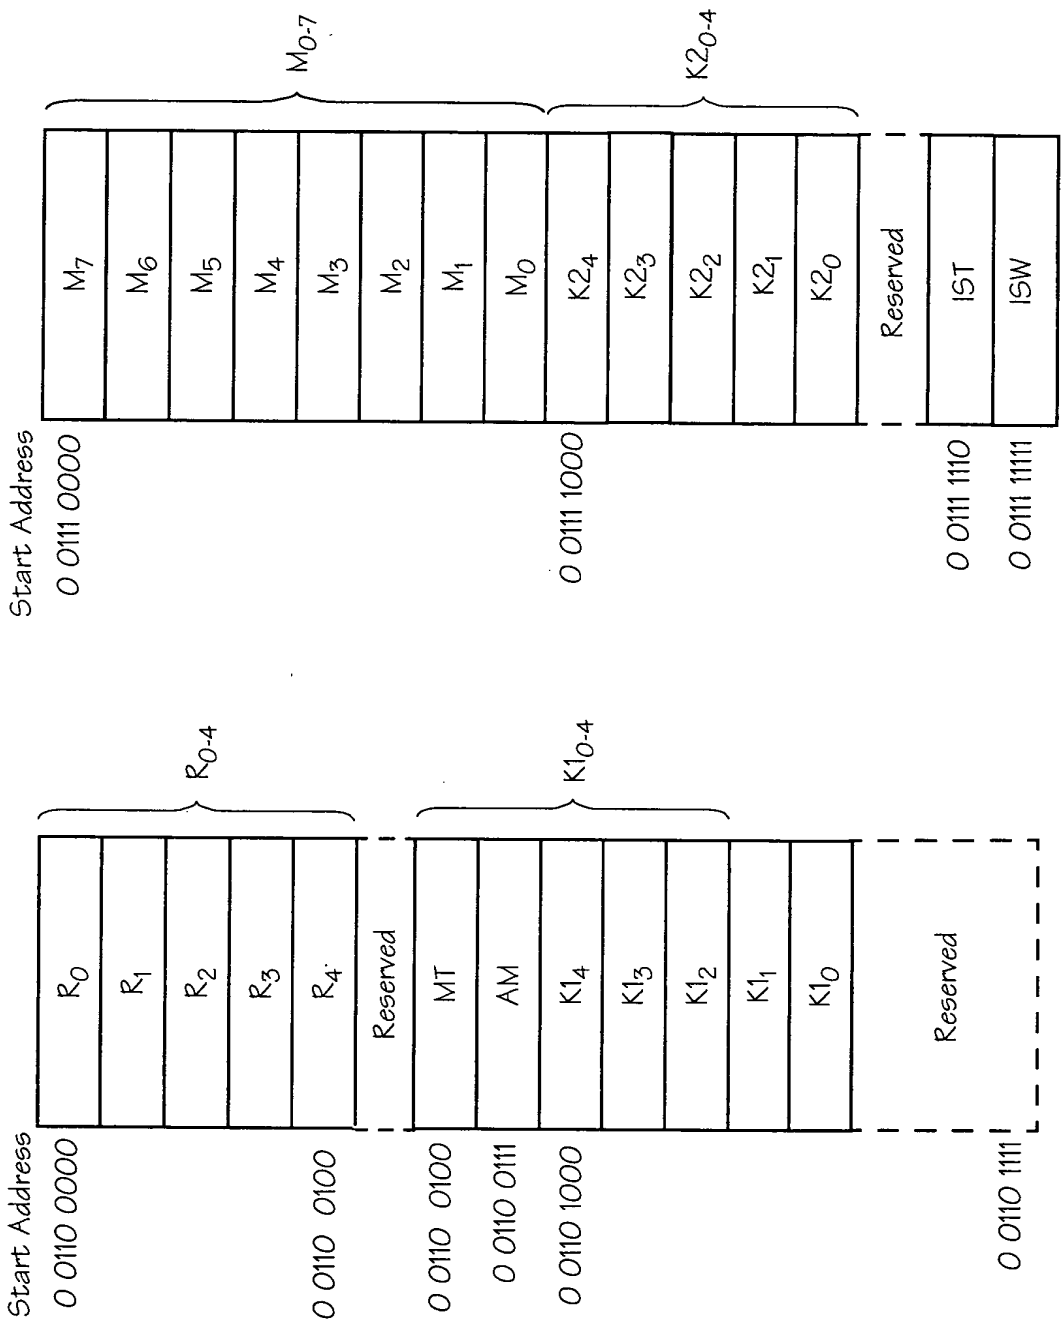 Start Address
0 0110 0000 R0
R1
R2
R3
0 0110 0100 R4
R0-4
Reserved
0 0110 0100 MT
0 0110 0111 AM
0 0110 1000 K14
K13
K12
K11
K10
K10-4
Reserved
0 0110 1111
Start Address
0 0111 0000 M7
M6
M5
M4
M3
M2
M1
M0
M0-7
0 0111 1000 K24
K23
K22
K21
K20
K20-4
Reserved
0 0111 1110 IST
0 0111 11111 ISW